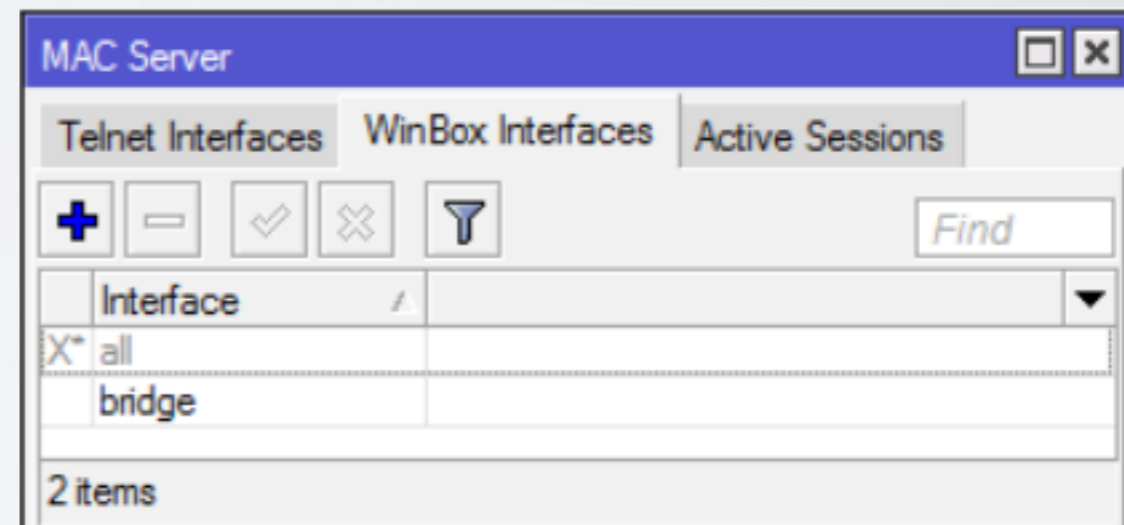 MAC Server
Telnet Interfaces WinBox Interfaces Active Sessions
Find
Interface
X* all
bridge
2 items